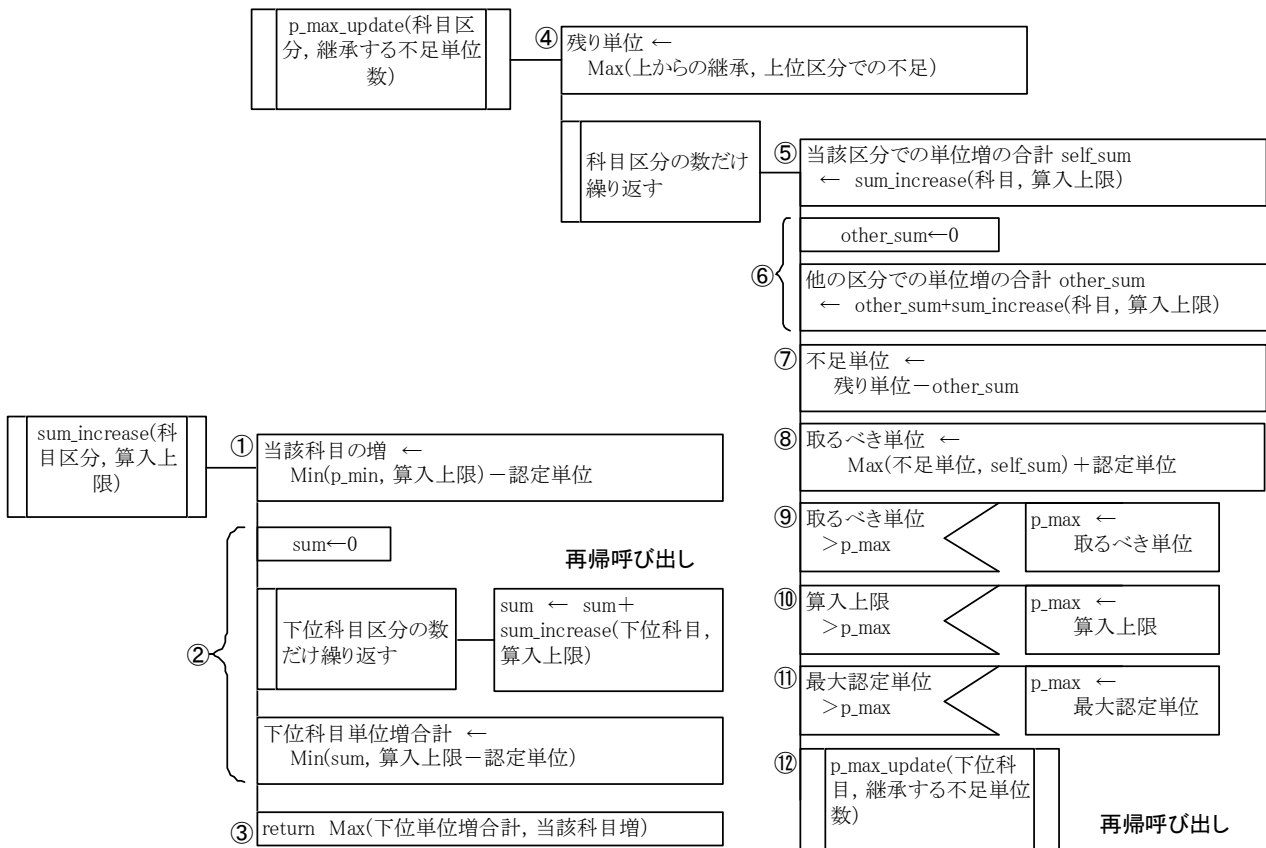 p_max_update(科目区
分, 継承する不足単位
数)
④
残り単位 ←
Max(上からの継承, 上位区分での不足)
科目区分の数だけ
繰り返す
⑤
当該区分での単位増の合計 self_sum
← sum_increase(科目, 算入上限)
other_sum←0
⑥
他の区分での単位増の合計 other_sum
← other_sum+sum_increase(科目, 算入上限)
⑦
不足単位 ←
残り単位－other_sum
⑧
取るべき単位 ←
Max(不足単位, self_sum)＋認定単位
⑨
取るべき単位
＞p_max
p_max ←
取るべき単位
⑩
算入上限
＞p_max
p_max ←
算入上限
⑪
最大認定単位
＞p_max
p_max ←
最大認定単位
⑫
p_max_update(下位科
目, 継承する不足単位
数)
再帰呼び出し
sum_increase(科
目区分, 算入上
限)
①
当該科目の増 ←
Min(p_min, 算入上限)－認定単位
②
sum←0
再帰呼び出し
下位科目区分の数
だけ繰り返す
sum ← sum＋
sum_increase(下位科目,
算入上限)
下位科目単位増合計 ←
Min(sum, 算入上限－認定単位)
③
return Max(下位単位増合計, 当該科目増)